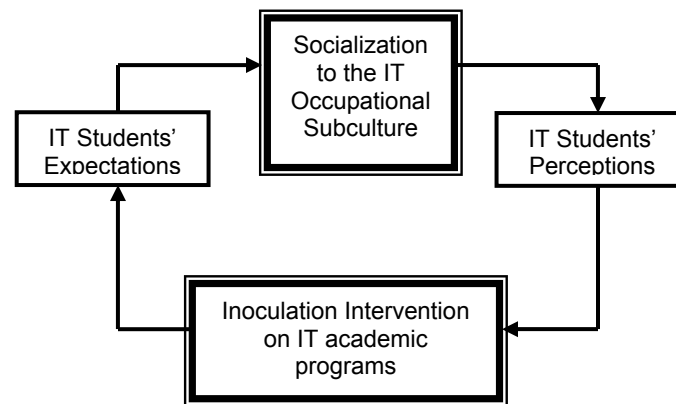 Socialization
to the IT
Occupational
Subculture
IT Students'
Expectations
IT Students'
Perceptions
Inoculation Intervention
on IT academic
programs